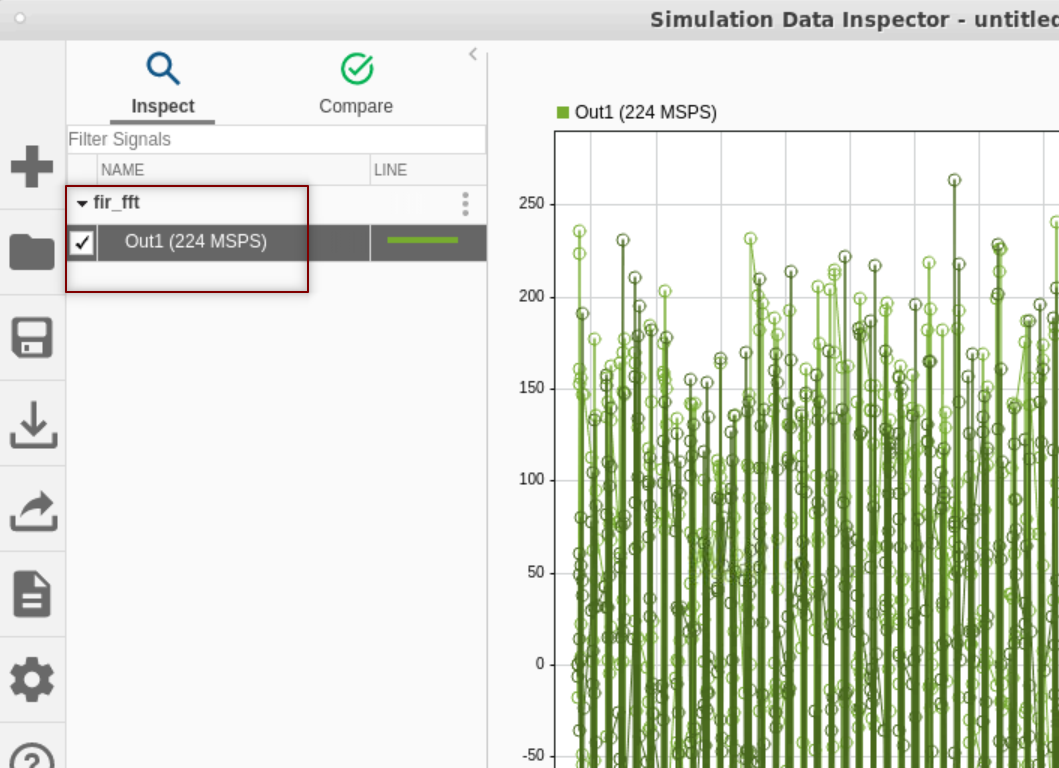 Simulation Data Inspector - untitled
Inspect
Compare
Filter Signals
NAME
LINE
fir_fft
Out1 (224 MSPS)
Out1 (224 MSPS)
250
200
150
100
50
0
-50